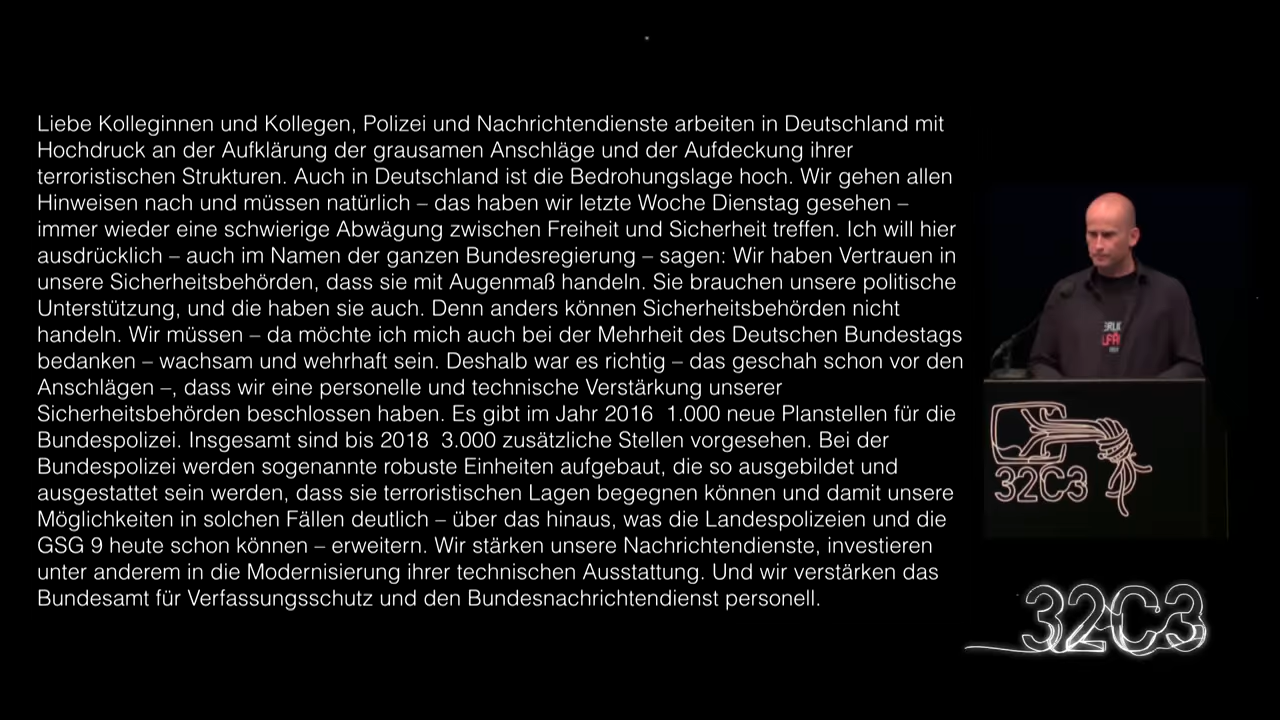 Liebe Kolleginnen und Kollegen, Polizei und Nachrichtendienste arbeiten in Deutschland mit
Hochdruck an der Aufklärung der grausamen Anschläge und der Aufdeckung ihrer
terroristischen Strukturen. Auch in Deutschland ist die Bedrohungslage hoch. Wir gehen allen
Hinweisen nach und müssen natürlich – das haben wir letzte Woche Dienstag gesehen –
immer wieder eine schwierige Abwägung zwischen Freiheit und Sicherheit treffen. Ich will hier
ausdrücklich – auch im Namen der ganzen Bundesregierung – sagen: Wir haben Vertrauen in
unsere Sicherheitsbehörden, dass sie mit Augenmaß handeln. Sie brauchen unsere politische
Unterstützung, und die haben sie auch. Denn anders können Sicherheitsbehörden nicht
handeln. Wir müssen – da möchte ich mich auch bei der Mehrheit des Deutschen Bundestags
bedanken – wachsam und wehrhaft sein. Deshalb war es richtig – das geschah schon vor den
Anschlägen –, dass wir eine personelle und technische Verstärkung unserer
Sicherheitsbehörden beschlossen haben. Es gibt im Jahr 2016  1.000 neue Planstellen für die
Bundespolizei. Insgesamt sind bis 2018  3.000 zusätzliche Stellen vorgesehen. Bei der
Bundespolizei werden sogenannte robuste Einheiten aufgebaut, die so ausgebildet und
ausgestattet sein werden, dass sie terroristischen Lagen begegnen können und damit unsere
Möglichkeiten in solchen Fällen deutlich – über das hinaus, was die Landespolizeien und die
GSG 9 heute schon können – erweitern. Wir stärken unsere Nachrichtendienste, investieren
unter anderem in die Modernisierung ihrer technischen Ausstattung. Und wir verstärken das
Bundesamt für Verfassungsschutz und den Bundesnachrichtendienst personell.
32C3
32C3